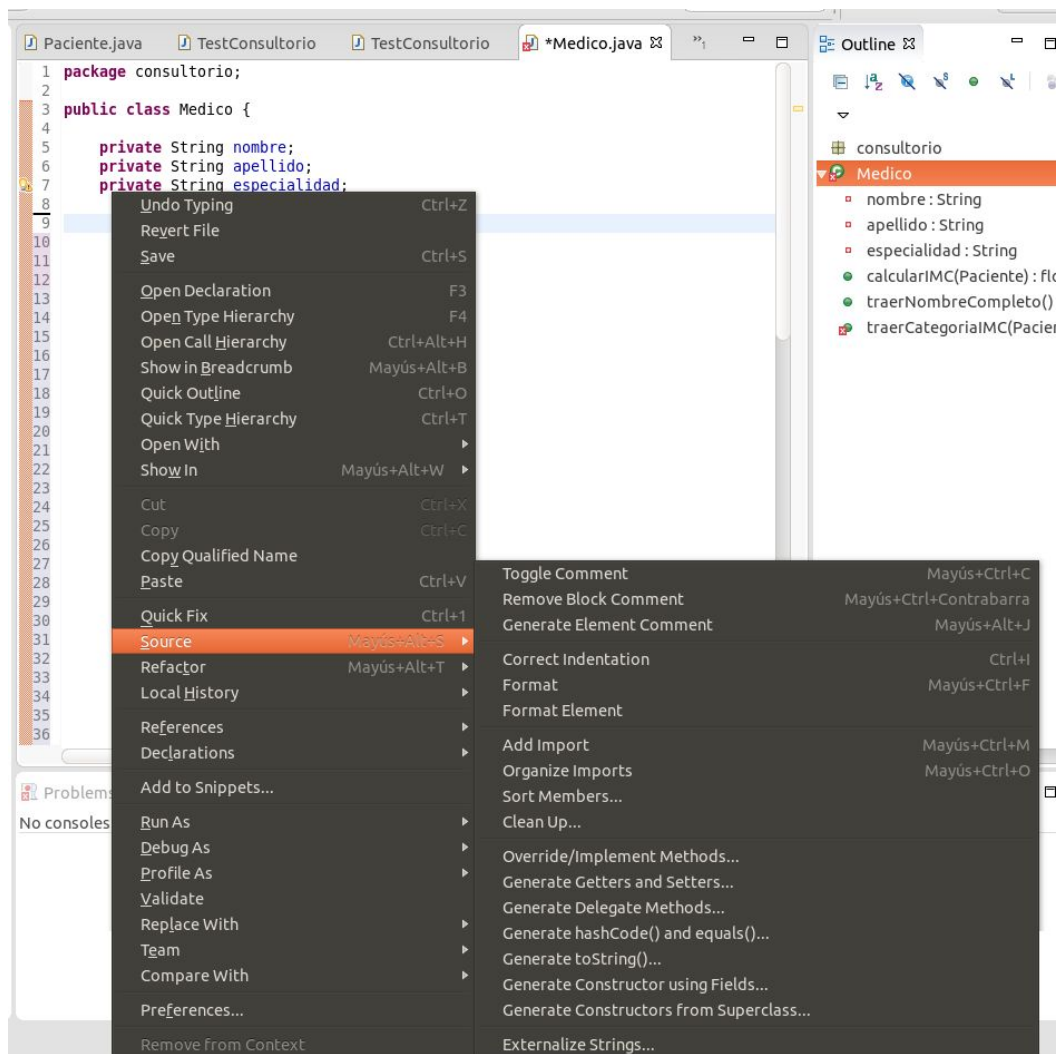 Paciente.java TestConsultorio TestConsultorio *Medico.java »1 Outline
1 package consultorio;
2
3 public class Medico {
4
5 private String nombre;
6 private String apellido;
7 private String especialidad;
8
9
10
11
12
13
14
15
16
17
18
19
20
21
22
23
24
25
26
27
28
29
30
31
32
33
34
35
36
Undo Typing Ctrl+Z
Revert File
Save Ctrl+S
Open Declaration F3
Open Type Hierarchy F4
Open Call Hierarchy Ctrl+Alt+H
Show in Breadcrumb Mayús+Alt+B
Quick Outline Ctrl+O
Quick Type Hierarchy Ctrl+T
Open With
Show In Mayús+Alt+W
Cut Ctrl+X
Copy Ctrl+C
Copy Qualified Name
Paste Ctrl+V
Quick Fix Ctrl+1
Source Mayús+Alt+S
Refactor Mayús+Alt+T
Local History
References
Declarations
Add to Snippets...
Run As
Debug As
Profile As
Validate
Replace With
Team
Compare With
Preferences...
Remove from Context
Toggle Comment Mayús+Ctrl+C
Remove Block Comment Mayús+Ctrl+Contrabarra
Generate Element Comment Mayús+Alt+J
Correct Indentation Ctrl+I
Format Mayús+Ctrl+F
Format Element
Add Import Mayús+Ctrl+M
Organize Imports Mayús+Ctrl+O
Sort Members...
Clean Up...
Override/Implement Methods...
Generate Getters and Setters...
Generate Delegate Methods...
Generate hashCode() and equals()...
Generate toString()...
Generate Constructor using Fields...
Generate Constructors from Superclass...
Externalize Strings...
consultorio
Medico
nombre : String
apellido : String
especialidad : String
calcularIMC(Paciente) : flo
traerNombreCompleto()
traerCategoriaIMC(Pacien
Problems
No consoles